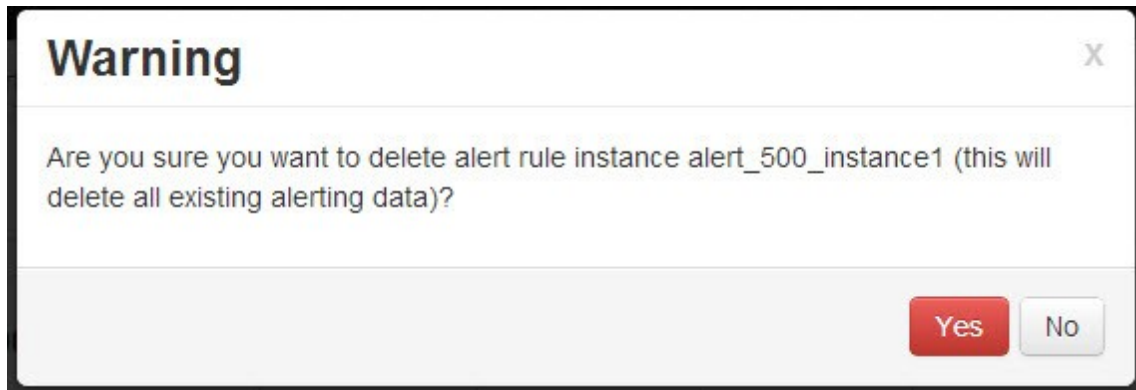 Warning
X
Are you sure you want to delete alert rule instance alert_500_instance1 (this will
delete all existing alerting data)?
Yes No